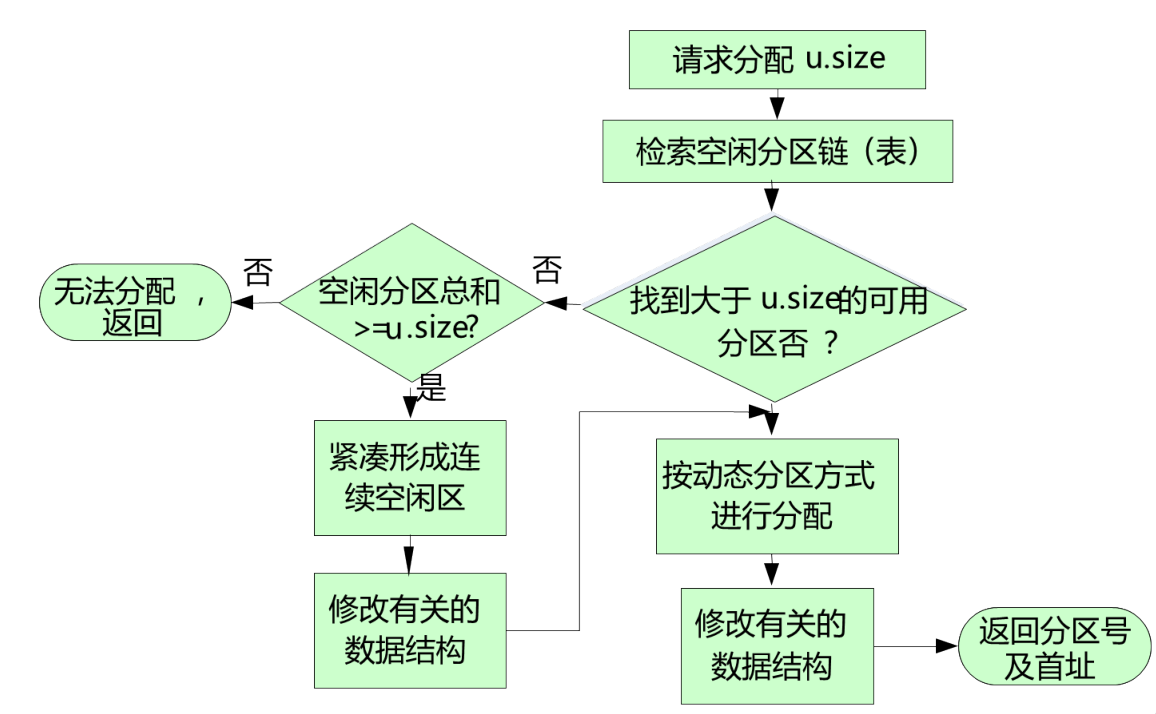 请求分配 u.size
检索空闲分区链（表）
找到大于 u.size的可用
分区否 ？
否
空闲分区总和
>=u.size?
否
无法分配 ，
返回
是
紧凑形成连
续空闲区
修改有关的
数据结构
按动态分区方式
进行分配
修改有关的
数据结构
返回分区号
及首址